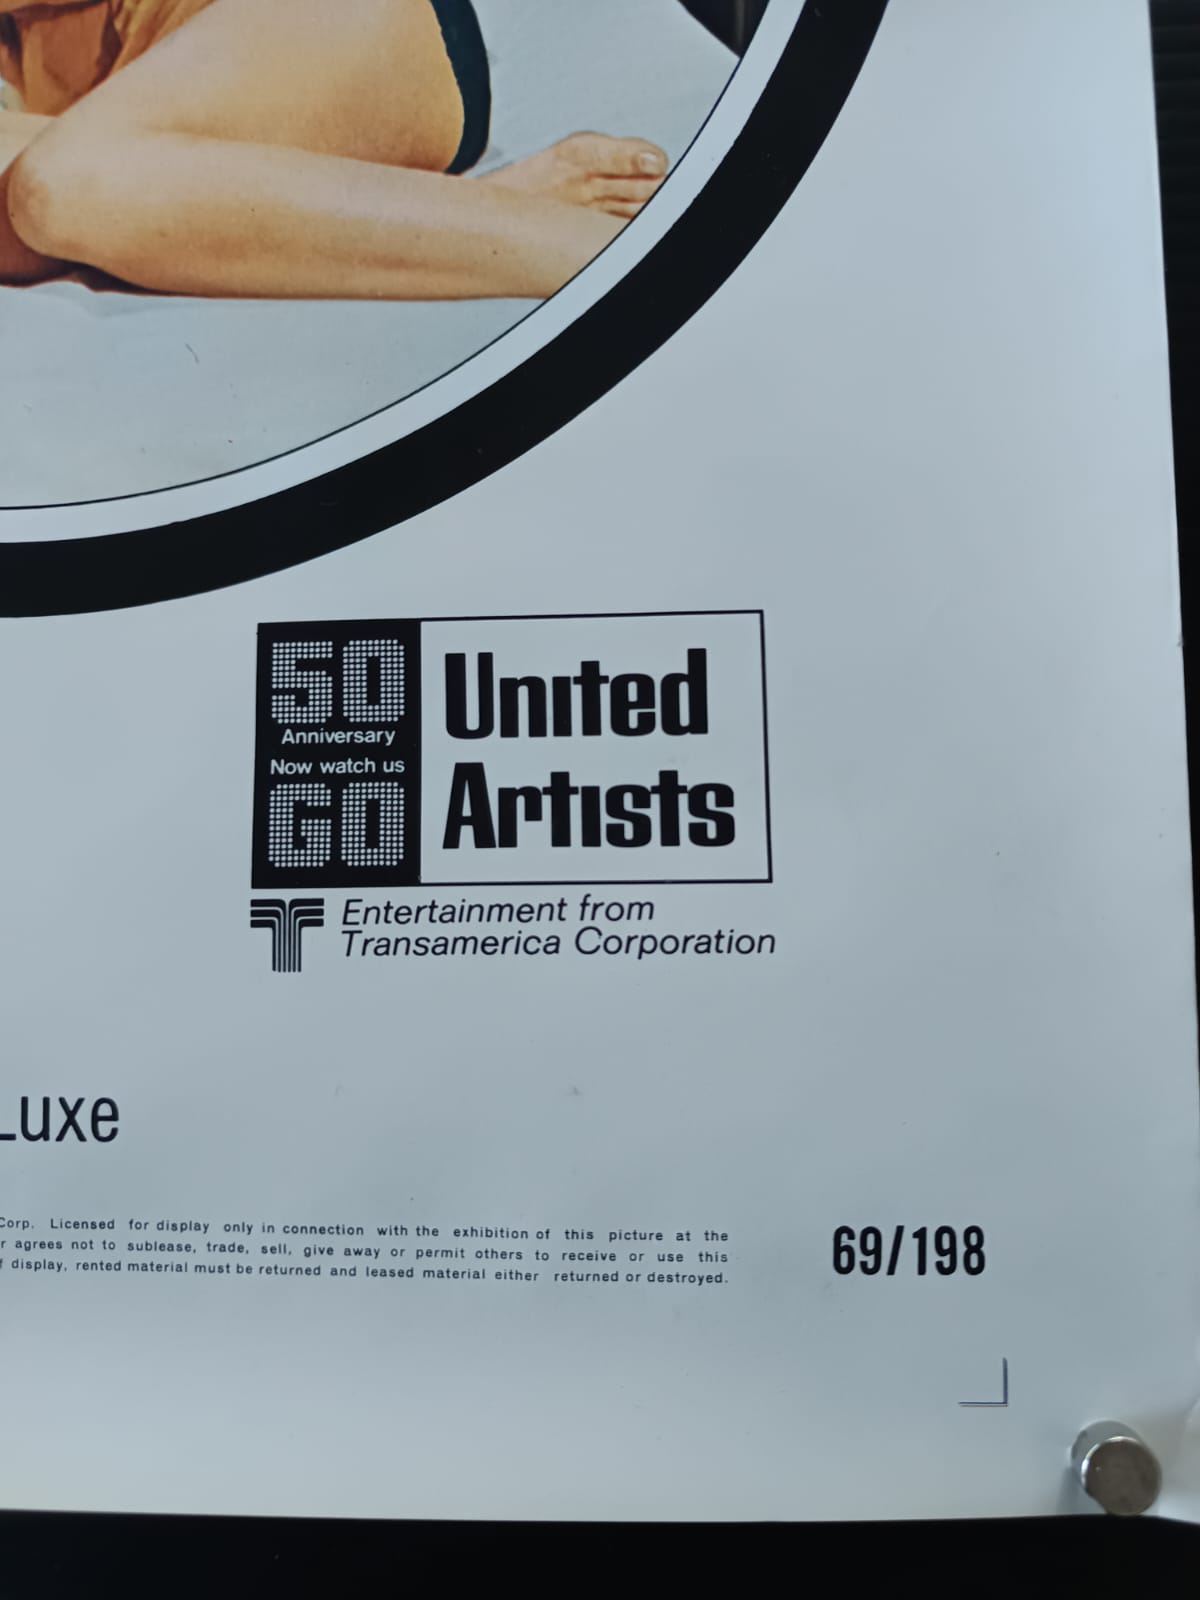 50
Anniversary
Now watch us
GO
United
Artists
Entertainment from
Transamerica Corporation
Luxe
Corp. Licensed for display only in connection with the exhibition of this picture at the
r agrees not to sublease, trade, sell, give away or permit others to receive or use this
f display, rented material must be returned and leased material either returned or destroyed.
69/198